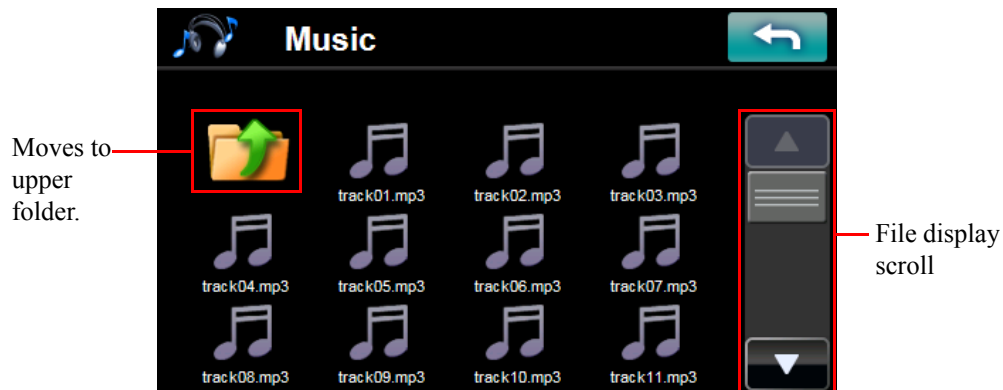 Music
Moves to
upper
folder.
track01.mp3 track02.mp3 track03.mp3
File display
scroll
track04.mp3 track05.mp3 track06.mp3 track07.mp3
track08.mp3 track09.mp3 track10.mp3 track11.mp3